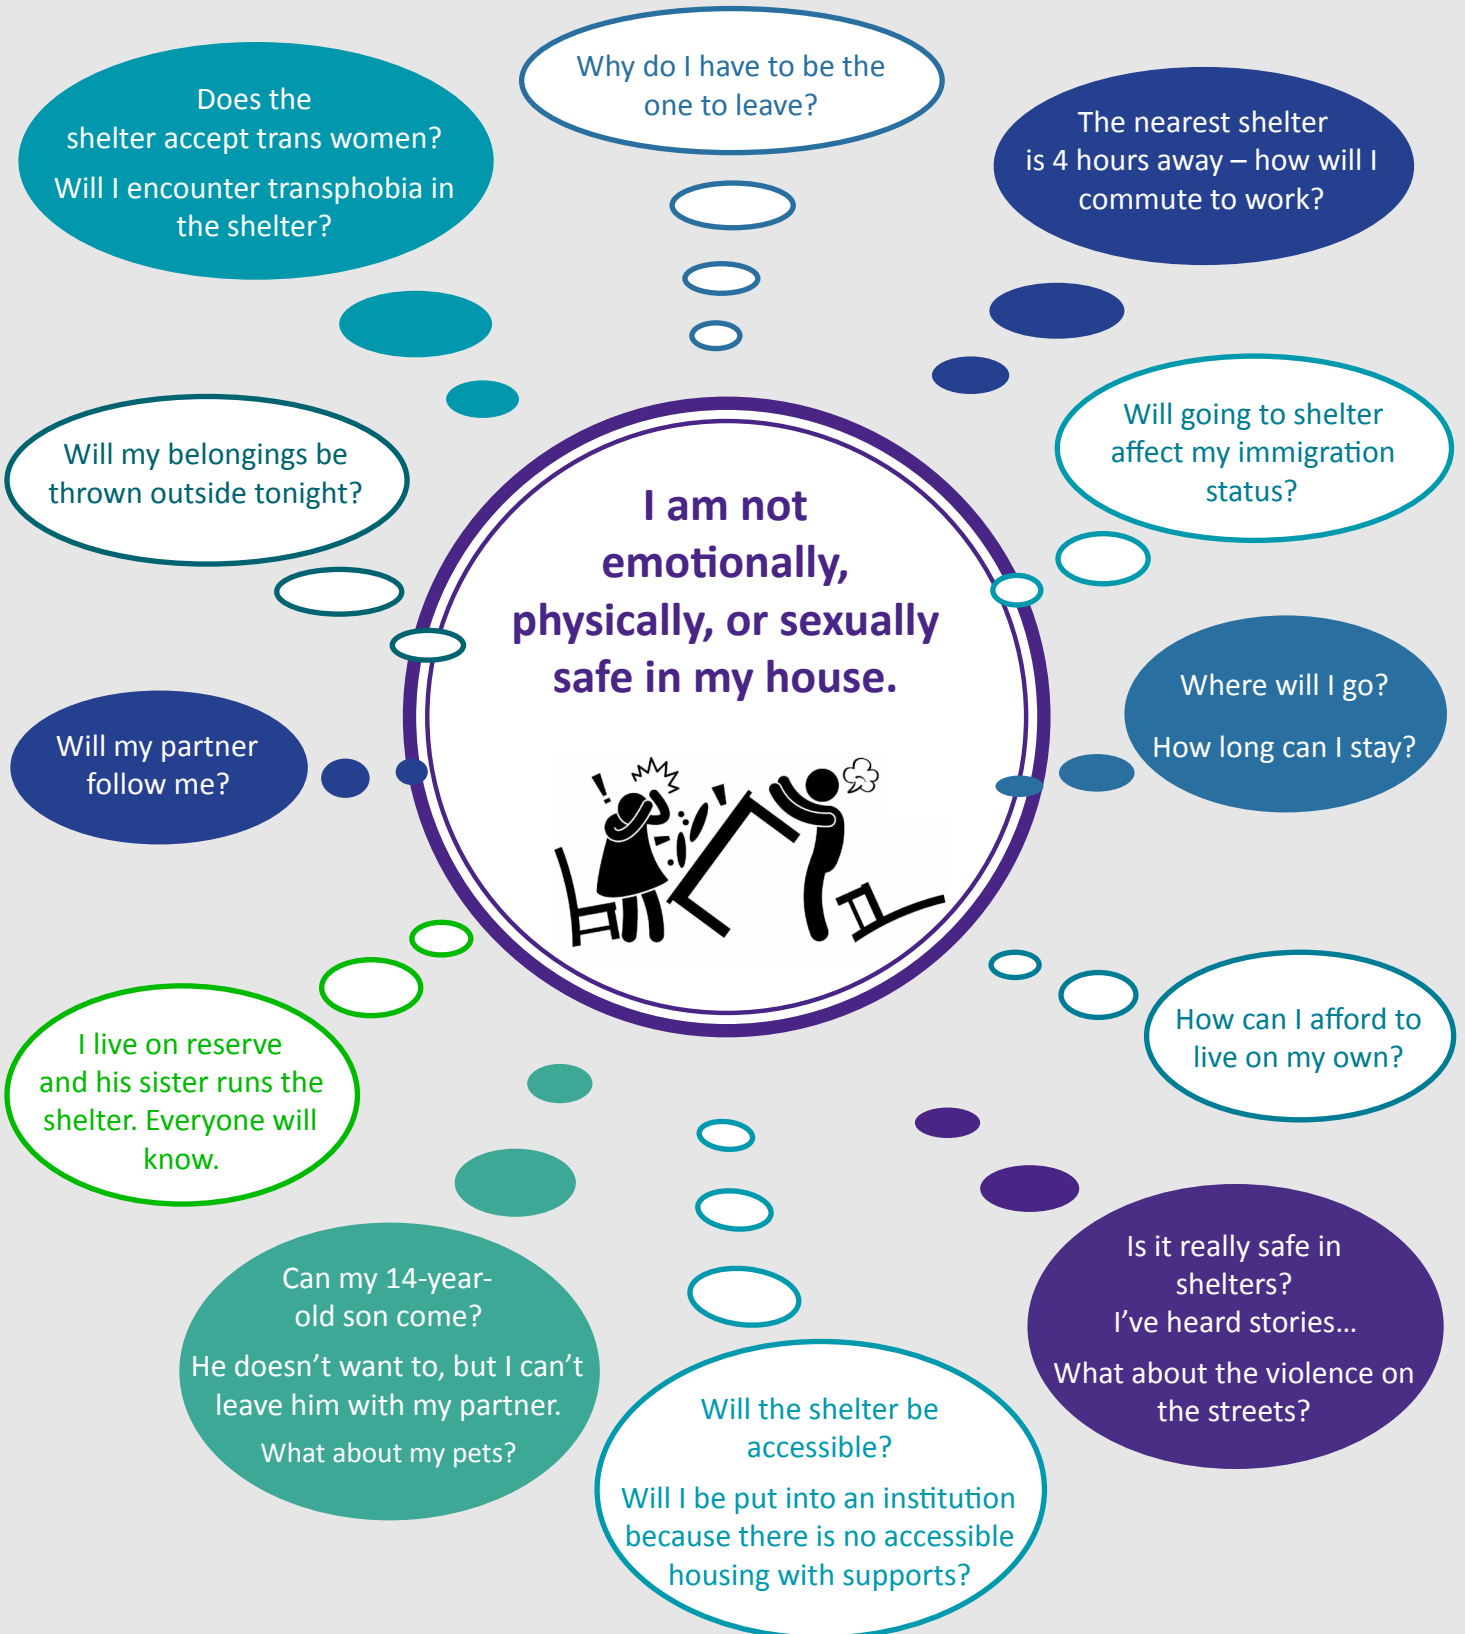 Why do I have to be the
one to leave?
Does the
shelter accept trans women?
Will I encounter transphobia in
the shelter?
The nearest shelter
is 4 hours away – how will I
commute to work?
Will my belongings be
thrown outside tonight?
Will going to shelter
affect my immigration
status?
I am not
emotionally,
physically, or sexually
safe in my house.
Will my partner
follow me?
Where will I go?
How long can I stay?
I live on reserve
and his sister runs the
shelter. Everyone will
know.
How can I afford to
live on my own?
Can my 14-year-
old son come?
He doesn't want to, but I can't
leave him with my partner.
What about my pets?
Will the shelter be
accessible?
Will I be put into an institution
because there is no accessible
housing with supports?
Is it really safe in
shelters?
I've heard stories...
What about the violence on
the streets?